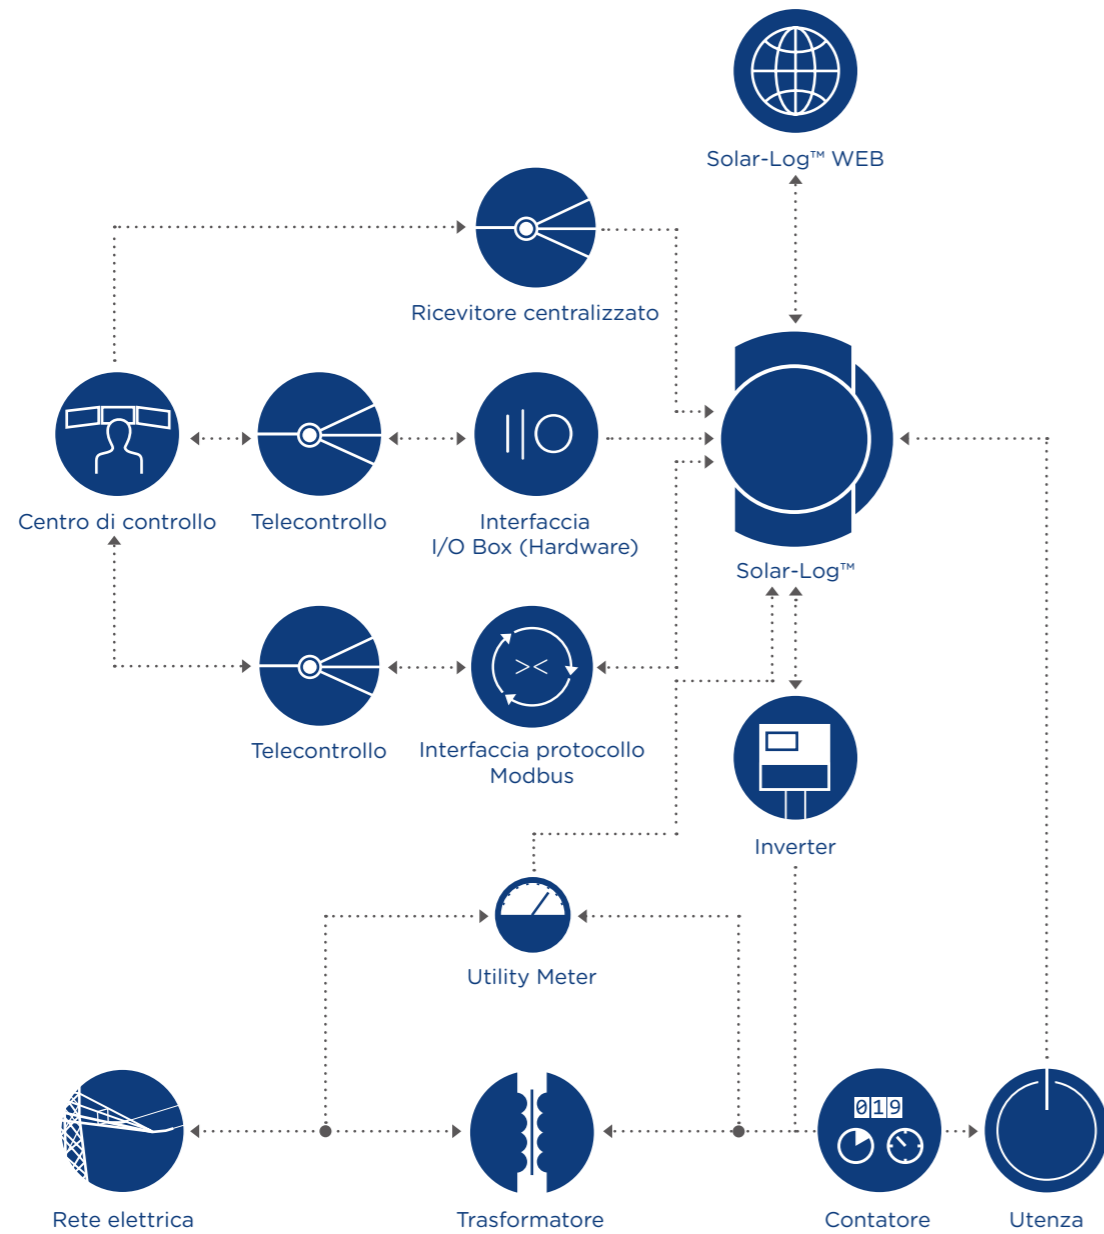 Solar-Log™ WEB
Ricevitore centralizzato
Centro di controllo
Telecontrollo
Interfaccia
I/O Box (Hardware)
Solar-Log™
Telecontrollo
Interfaccia protocollo
Modbus
Inverter
Utility Meter
019
Rete elettrica
Trasformatore
Contatore
Utenza